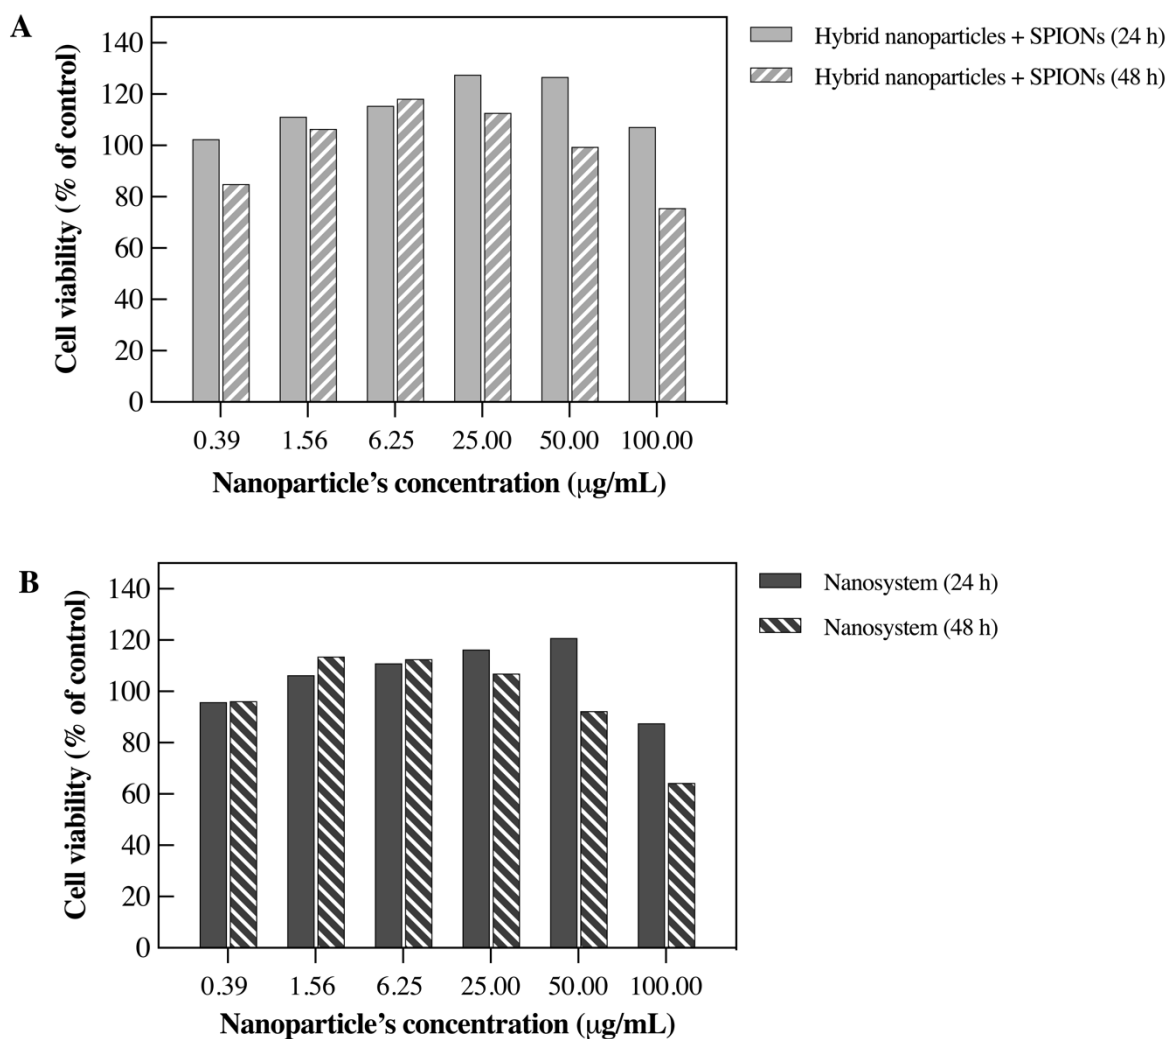 A
Cell viability (% of control)
140
120
100
80
60
40
20
0
0.39 1.56 6.25 25.00 50.00 100.00
Nanoparticle’s concentration (μg/mL)
Hybrid nanoparticles + SPIONs (24 h)
Hybrid nanoparticles + SPIONs (48 h)
B
Cell viability (% of control)
140
120
100
80
60
40
20
0
0.39 1.56 6.25 25.00 50.00 100.00
Nanoparticle’s concentration (μg/mL)
Nanosystem (24 h)
Nanosystem (48 h)